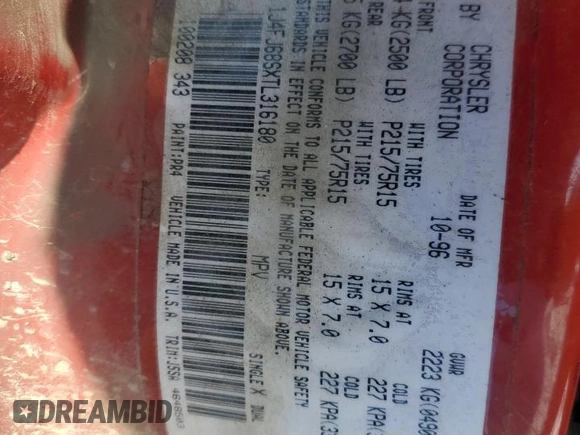 BY CHRYSLER CORPORATION
DATE OF MFR 10-96
GVWR 2223 KG(
FRONT WITH TIRES RIMS AT COLD
KG(2500 LB) P215/75R15 15 X 7.0 227 KPA(
REAR WITH TIRES RIMS AT COLD
KG(2700 LB) P215/75R15 15 X 7.0 227 KPA(
THIS VEHICLE CONFORMS TO ALL APPLICABLE FEDERAL MOTOR VEHICLE SAFETY
STANDARDS IN EFFECT ON THE DATE OF MANUFACTURE SHOWN ABOVE.
1J4FJ68SXTL316180 TYPE: MPV SINGLE X DUAL
100208 343 PAINT:PR4 VEHICLE MADE IN U.S.A. TRIM:J5SA
DREAMBID